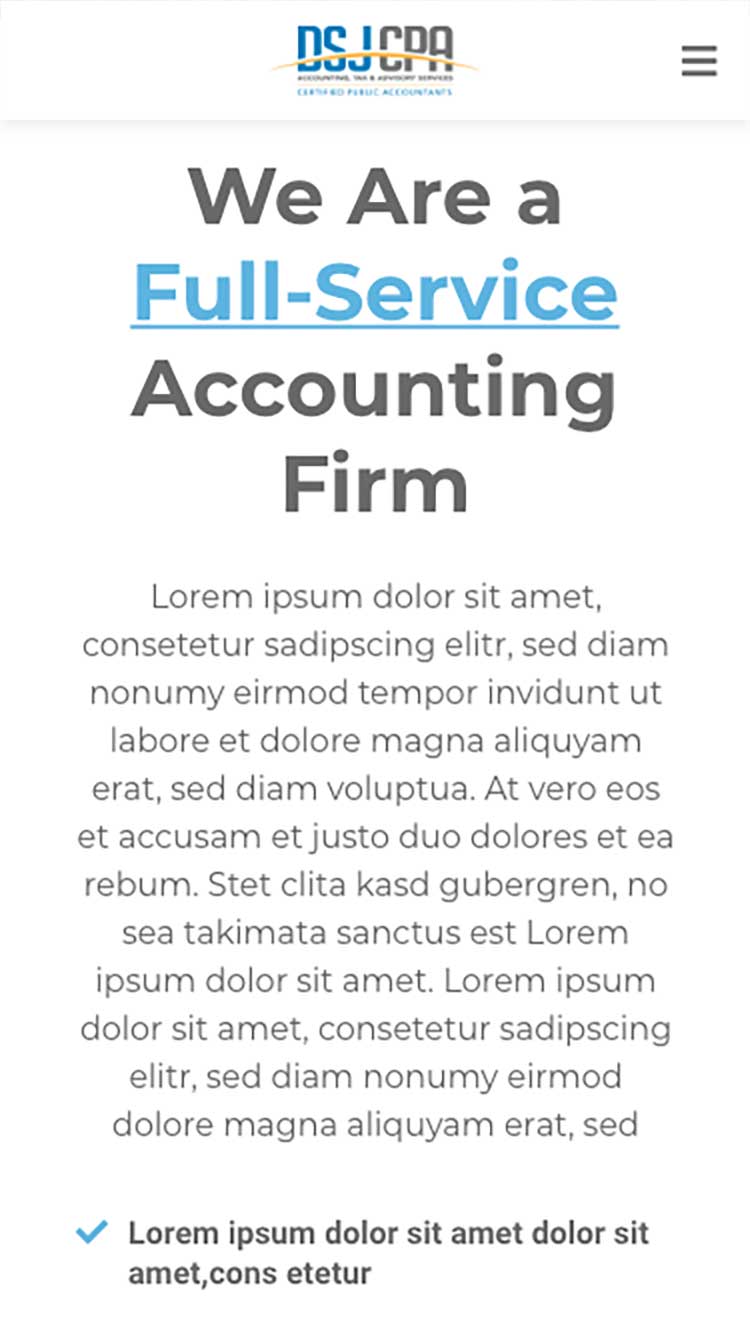 DSJCPA
ACCOUNTING, TAX & ADVISORY SERVICES
CERTIFIED PUBLIC ACCOUNTANTS
We Are a
Full-Service
Accounting
Firm
Lorem ipsum dolor sit amet,
consetetur sadipscing elitr, sed diam
nonumy eirmod tempor invidunt ut
labore et dolore magna aliquyam
erat, sed diam voluptua. At vero eos
et accusam et justo duo dolores et ea
rebum. Stet clita kasd gubergren, no
sea takimata sanctus est Lorem
ipsum dolor sit amet. Lorem ipsum
dolor sit amet, consetetur sadipscing
elitr, sed diam nonumy eirmod
dolore magna aliquyam erat, sed
Lorem ipsum dolor sit amet dolor sit
amet,cons etetur